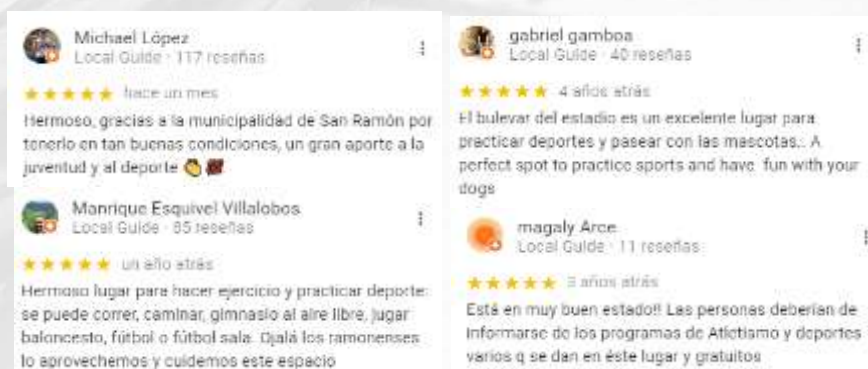 Michael López
Local Guide · 117 reseñas
★★★★★ hace un mes
Hermoso, gracias a la municipalidad de San Ramón por
tenerlo en tan buenas condiciones, un gran aporte a la
juventud y al deporte
Manrique Esquivel Villalobos
Local Guide · 85 reseñas
★★★★★ un año atrás
Hermoso lugar para hacer ejercicio y practicar deporte:
se puede correr, caminar, gimnasio al aire libre, jugar
baloncesto, fútbol o fútbol sala. Ojalá los ramonenses
lo aprovechemos y cuidemos este espacio
gabriel gamboa
Local Guide · 40 reseñas
★★★★★ 4 años atrás
El bulevar del estadio es un excelente lugar para
practicar deportes y pasear con las mascotas.. A
perfect spot to practice sports and have fun with your
dogs
magaly Arce
Local Guide · 11 reseñas
★★★★★ 3 años atrás
Está en muy buen estado!! Las personas deberían de
informarse de los programas de Atletismo y deportes
varios q se dan en éste lugar y gratuitos